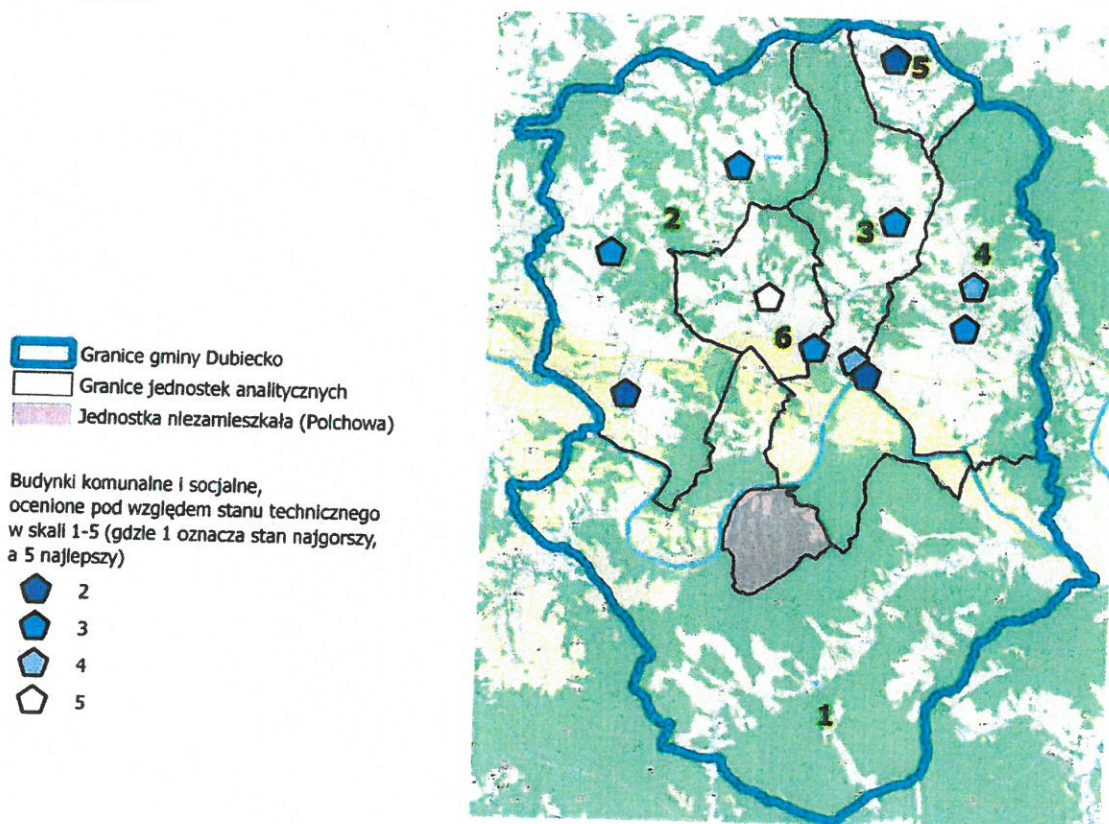 Granice gminy Dubiecko
Granice jednostek analitycznych
Jednostka niezamieszkała (Polchowa)
Budynki komunalne i socjalne,
ocenione pod względem stanu technicznego
w skali 1-5 (gdzie 1 oznacza stan najgorszy,
a 5 najlepszy)
2
3
4
5
5
2
3
4
6
1